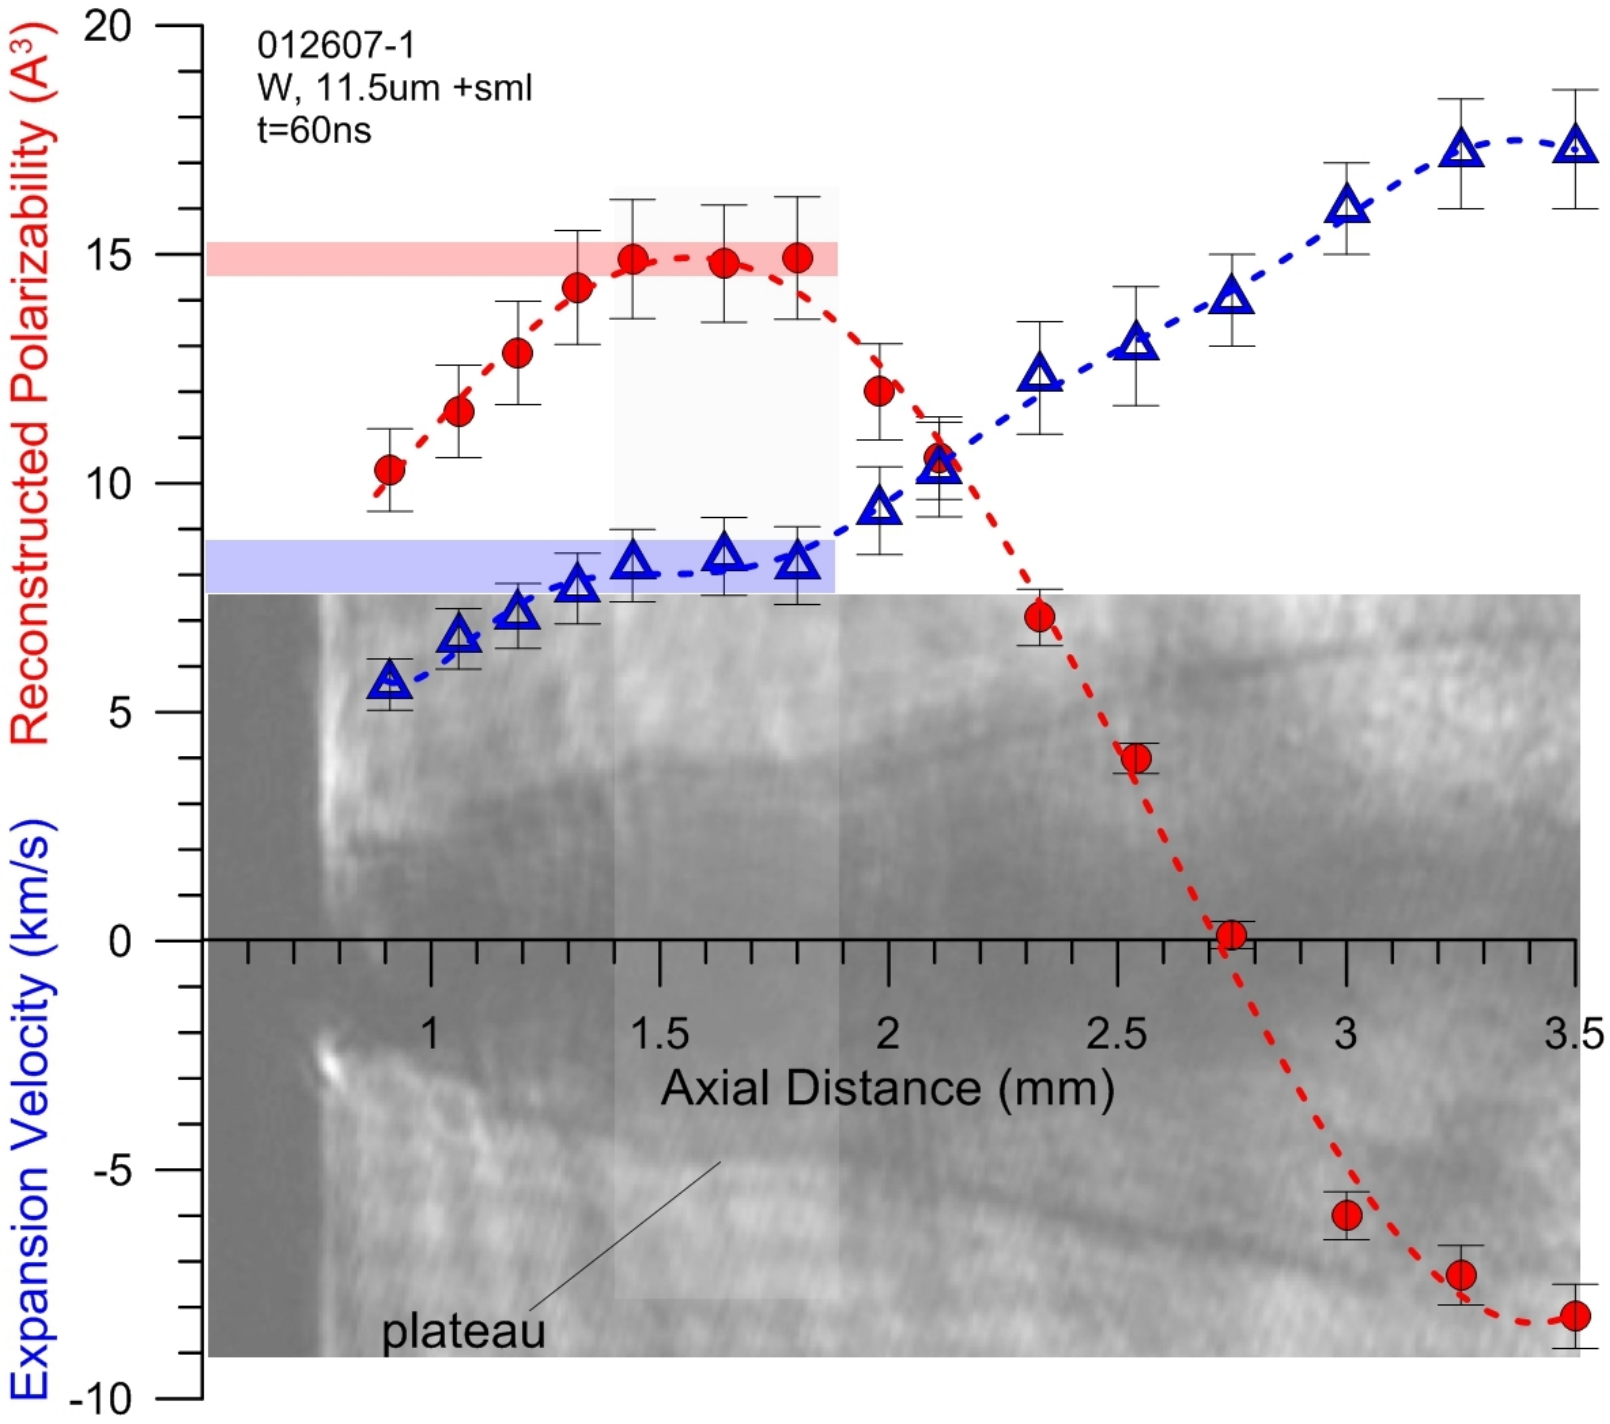 Reconstructed Polarizability (A³)
Expansion Velocity (km/s)
20
15
10
5
0
-5
-10
012607-1
W, 11.5um +sml
t=60ns
1
1.5
2
2.5
3
3.5
Axial Distance (mm)
plateau